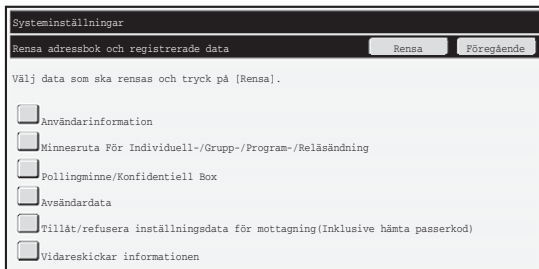 Systeminställningar
Rensa adressbok och registrerade data Rensa Föregående
Välj data som ska rensas och tryck på [Rensa].
Användarinformation
Minnesruta För Individuell-/Grupp-/Program-/Reläsändning
Pollingminne/Konfidentiell Box
Avsändardata
Tillåt/refusera inställningsdata för mottagning(Inklusive hämta passerkod)
Vidareskickar informationen